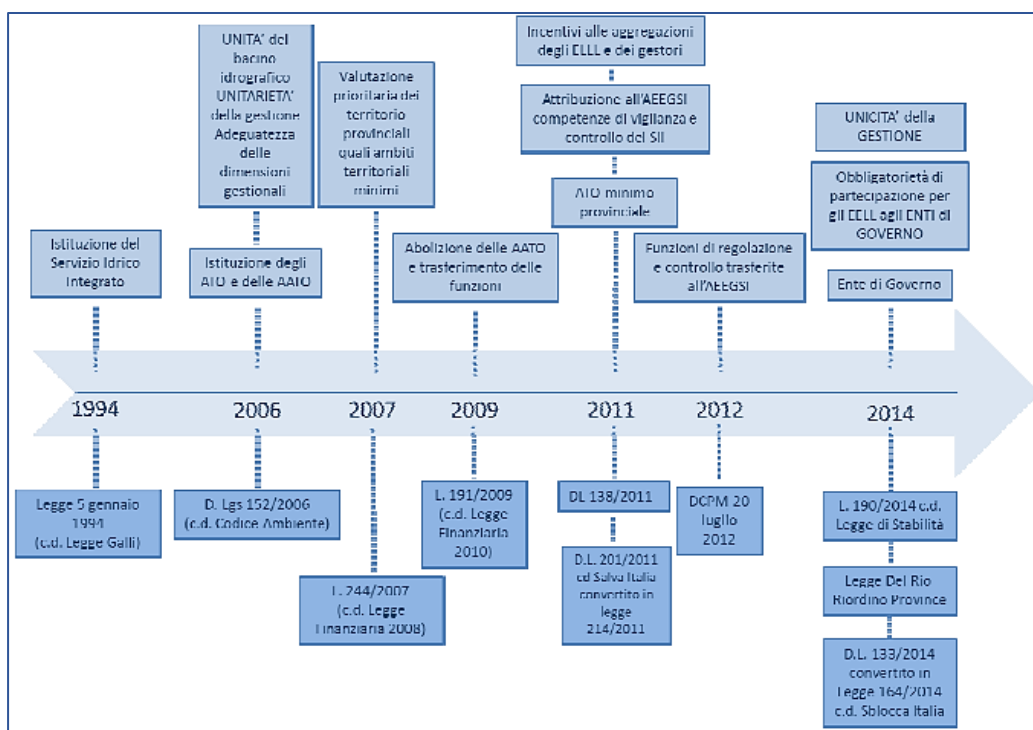 UNITA' del
bacino
idrografico
UNITARIETA'
della gestione
Adeguatezza
delle
dimensioni
gestionali
Valutazione
prioritaria dei
territorio
provinciali
quali ambiti
territoriali
minimi
Incentivi alle aggregazioni
degli ELLL e dei gestori
Attribuzione all'AEEGSI
competenze di vigilanza e
controllo del SII
UNICITA' della
GESTIONE
Obbligatorietà di
partecipazione per
gli EELL agli ENTI di
GOVERNO
Istituzione del
Servizio Idrico
Integrato
Istituzione degli
ATO e delle AATO
Abolizione delle AATO
e trasferimento delle
funzioni
ATO minimo
provinciale
Funzioni di regolazione
e controllo trasferite
all'AEEGSI
Ente di Governo
1994
2006
2007
2009
2011
2012
2014
Legge 5 gennaio
1994
(c.d. Legge Galli)
D. Lgs 152/2006
(c.d. Codice Ambiente)
L. 244/2007
(c.d. Legge
Finanziaria 2008)
L. 191/2009
(c.d. Legge
Finanziaria
2010)
DL 138/2011
D.L. 201/2011
cd Salva Italia
convertito in
legge
214/2011
DCPM 20
luglio
2012
L. 190/2014 c.d.
Legge di Stabilità
Legge Del Rio
Riordino Province
D.L. 133/2014
convertito in
Legge 164/2014
c.d. Sblocca Italia